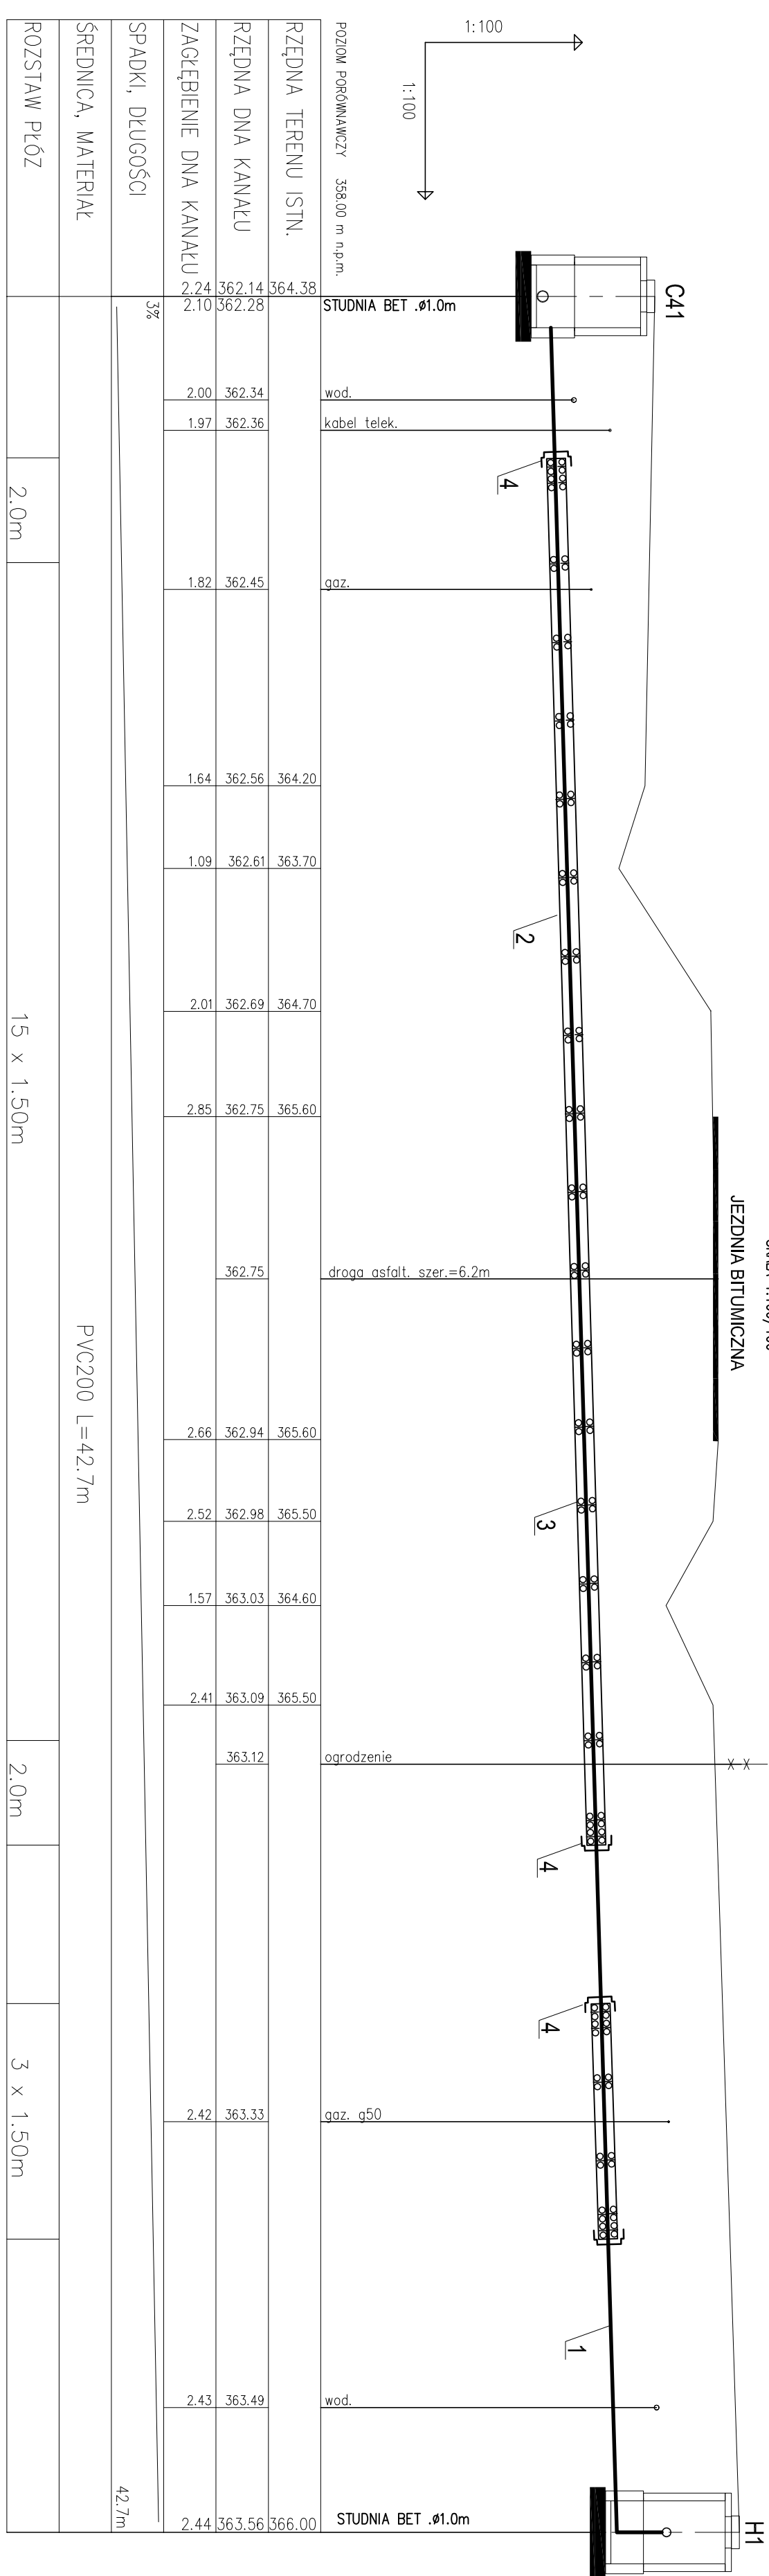 1:100
1:100
C41
H1
JEZDNIA BITUMICZNA
4
2
3
4
4
1
POZIOM PORÓWNAWCZY 358.00 m n.p.m.
STUDNIA BET .ø1.0m
wod.
kabel telek.
gaz.
droga asfalt. szer.=6.2m
ogrodzenie
gaz. g50
wod.
STUDNIA BET .ø1.0m
RZĘDNA TERENU ISTN.
364.38 364.20 363.70 364.70 365.60 365.60 365.50 364.60 365.50 366.00
RZĘDNA DNA KANAŁU
362.14 362.28 362.34 362.36 362.45 362.56 362.61 362.69 362.75 362.75 362.94 362.98 363.03 363.09 363.12 363.33 363.49 363.56
ZAGŁĘBIENIE DNA KANAŁU
2.24 2.10 2.00 1.97 1.82 1.64 1.09 2.01 2.85 2.66 2.52 1.57 2.41 2.42 2.43 2.44
SPADKI, DŁUGOŚCI
3% 42.7m
ŚREDNICA, MATERIAŁ
PVC200 L=42.7m
ROZSTAW PŁÓZ
2.0m 15 x 1.50m 2.0m 3 x 1.50m